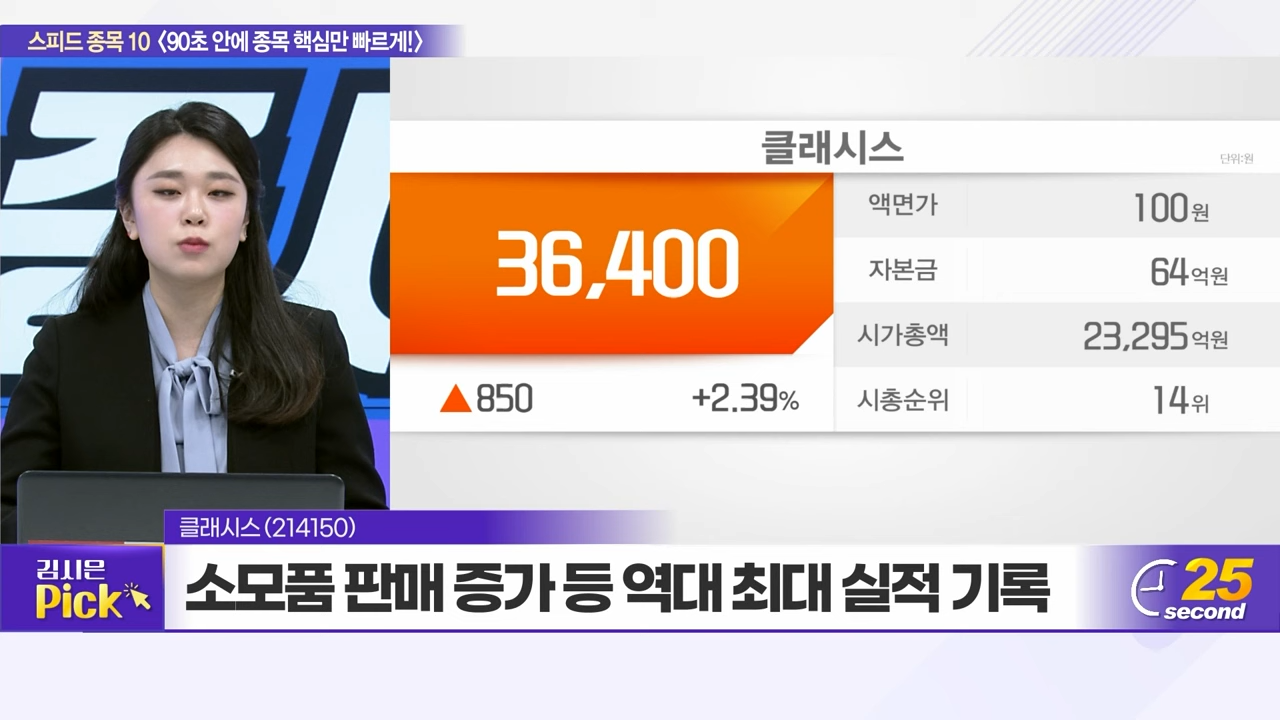 스피드 종목 10 〈90초 안에 종목 핵심만 빠르게!〉
클래시스
단위:원
36,400
▲850 +2.39%
액면가 100원
자본금 64억원
시가총액 23,295억원
시총순위 14위
클래시스 (214150)
김시은
Pick
소모품 판매 증가 등 역대 최대 실적 기록
25
second